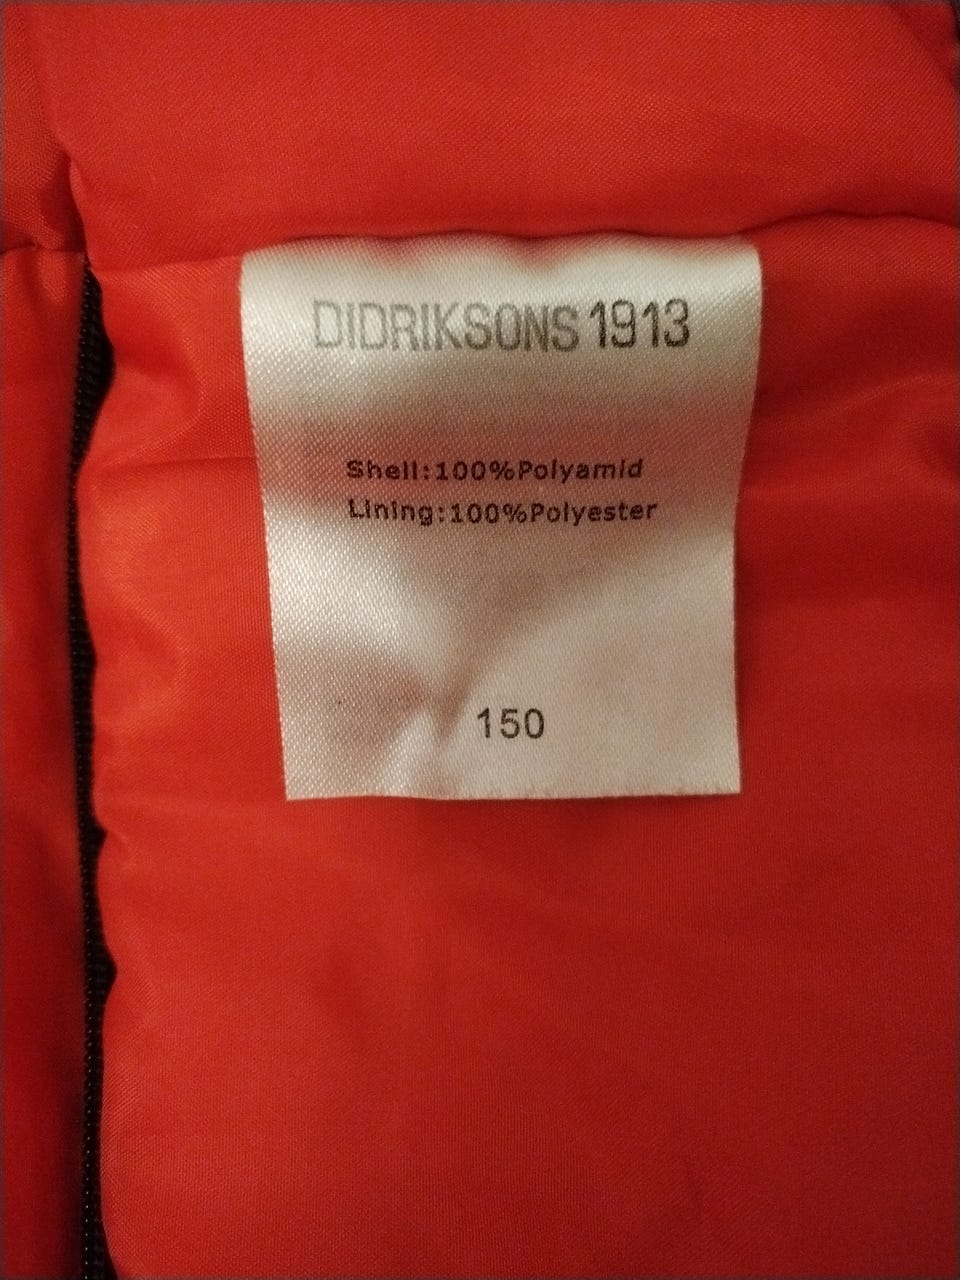 DIDRIKSONS 1913
Shell:100%Polyamid
Lining:100%Polyester
150